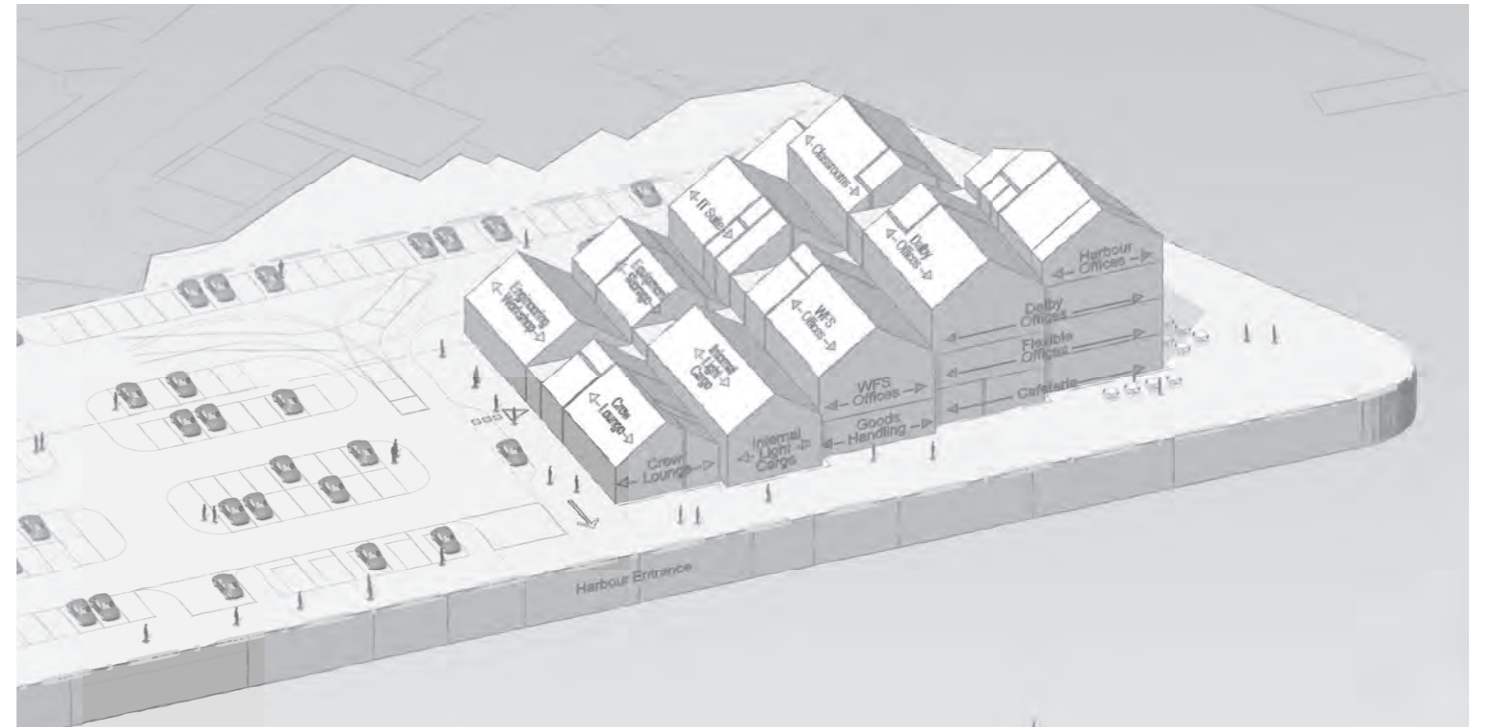 Classrooms
IT Suite
Dalby
Offices
Harbour
Offices
Equipment
Storage
Engineering
Workshop
WFS
Offices
Dalby
Offices
Flexible
Offices
Internal
Light
Cargo
Crew
Lounge
WFS
Offices
Cafeteria
Goods
Handling
Internal
Light
Cargo
Crew
Lounge
Harbour Entrance